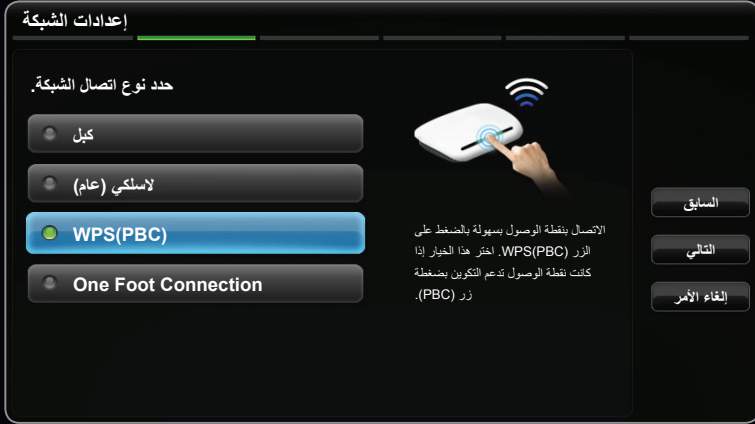 إعدادات الشبكة
حدد نوع اتصال الشبكة.
كبل
لاسلكي (عام)
WPS(PBC)
One Foot Connection
الاتصال بنقطة الوصول بسهولة بالضغط على
الزر WPS(PBC). اختر هذا الخيار إذا
كانت نقطة الوصول تدعم التكوين بضغطة
زر (PBC).
السابق
التالي
إلغاء الأمر